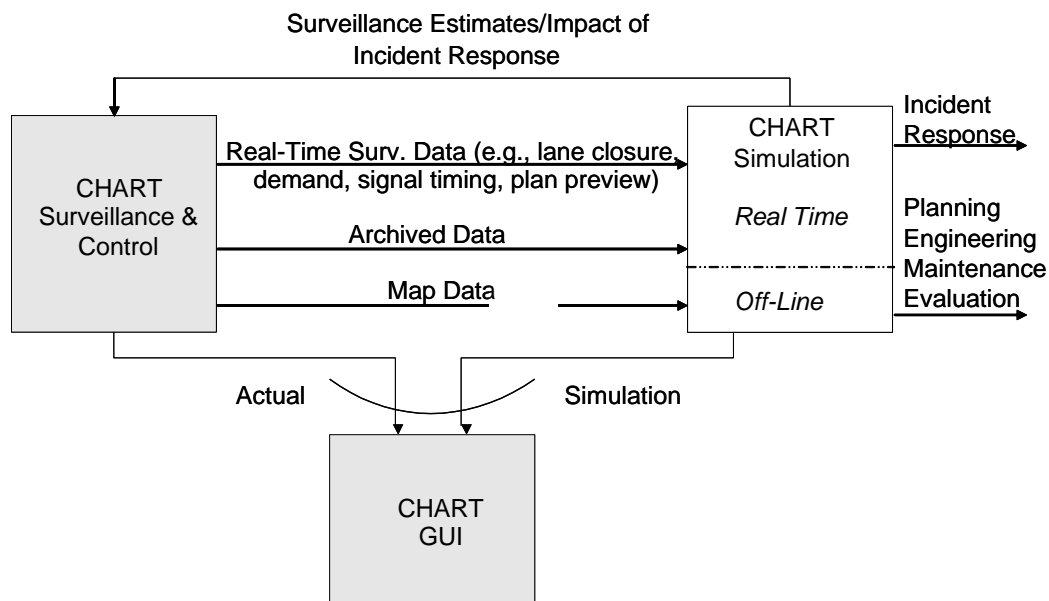 Surveillance Estimates/Impact of
Incident Response
CHART
Surveillance &
Control
Real-Time Surv. Data (e.g., lane closure,
demand, signal timing, plan preview)
Archived Data
Map Data
CHART
Simulation
Real Time
Off-Line
Incident
Response
Planning
Engineering
Maintenance
Evaluation
Actual
Simulation
CHART
GUI